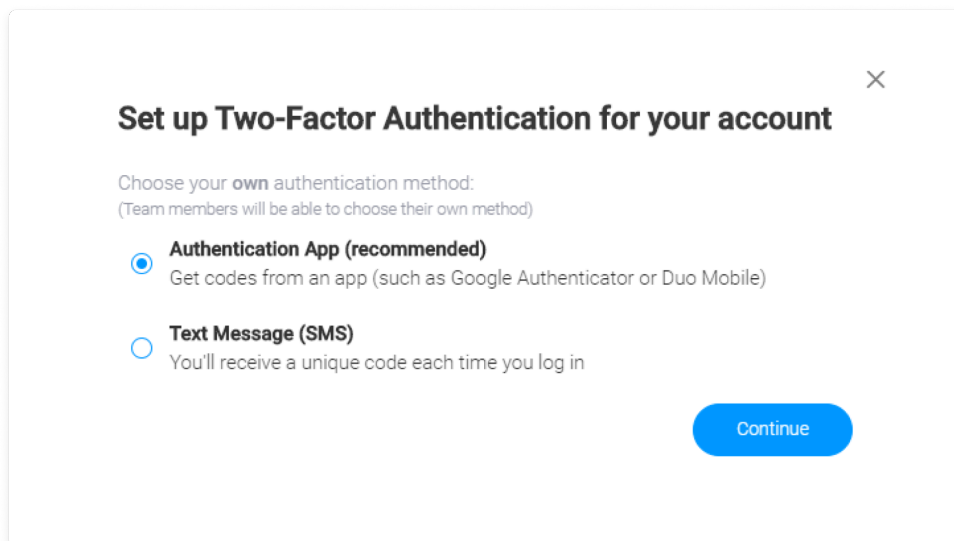 Set up Two-Factor Authentication for your account
Choose your own authentication method:
(Team members will be able to choose their own method)
Authentication App (recommended)
Get codes from an app (such as Google Authenticator or Duo Mobile)
Text Message (SMS)
You'll receive a unique code each time you log in
Continue